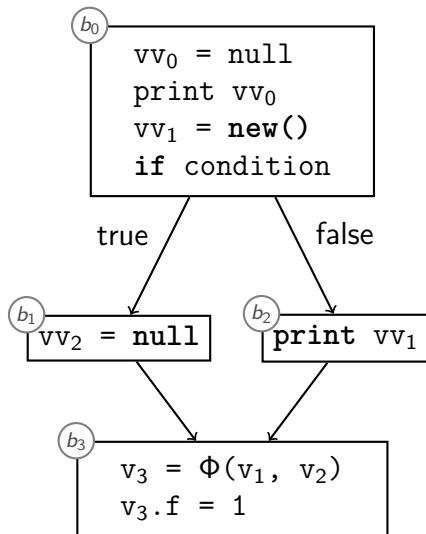 b₀
vv₀ = null
print vv₀
vv₁ = new()
if condition
true
false
b₁
vv₂ = null
b₂
print vv₁
b₃
v₃ = Φ(v₁, v₂)
v₃.f = 1